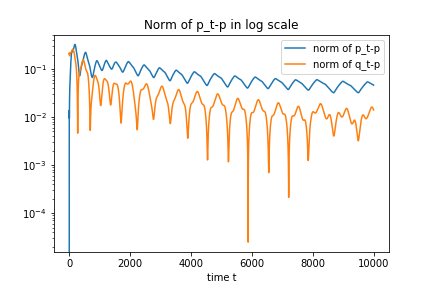 Norm of p_t-p in log scale
norm of p_t-p
norm of q_t-p
10⁻¹
10⁻²
10⁻³
10⁻⁴
0 2000 4000 6000 8000 10000
time t